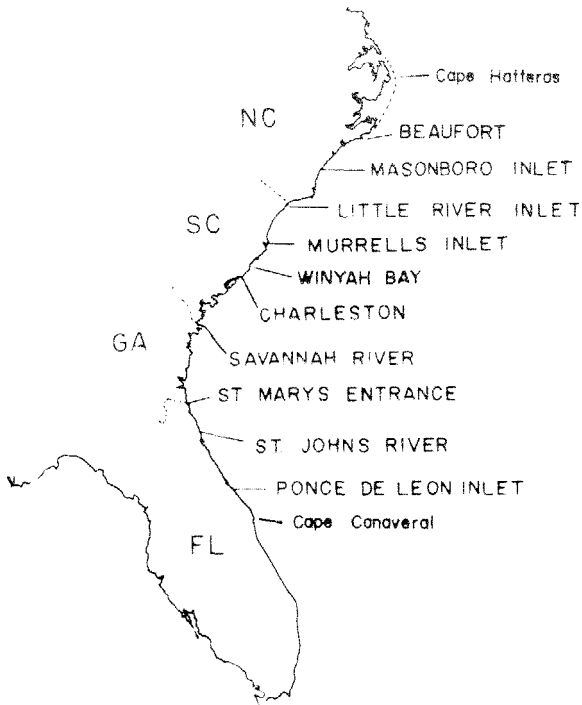 Cape Hatteras
NC
BEAUFORT
MASONBORO INLET
LITTLE RIVER INLET
SC
MURRELLS INLET
WINYAH BAY
CHARLESTON
GA
SAVANNAH RIVER
ST MARYS ENTRANCE
ST. JOHNS RIVER
PONCE DE LEON INLET
Cape Canaveral
FL